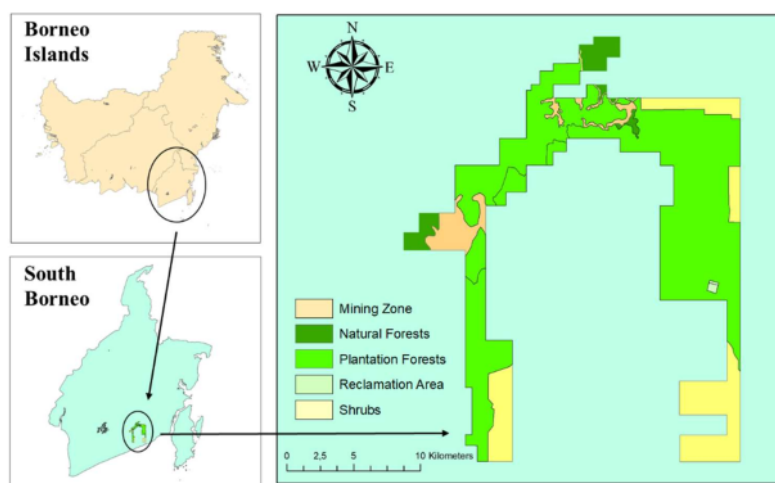 Borneo
Islands
N
W E
S
South
Borneo
Mining Zone
Natural Forests
Plantation Forests
Reclamation Area
Shrubs
0 2,5 5 10 Kilometers